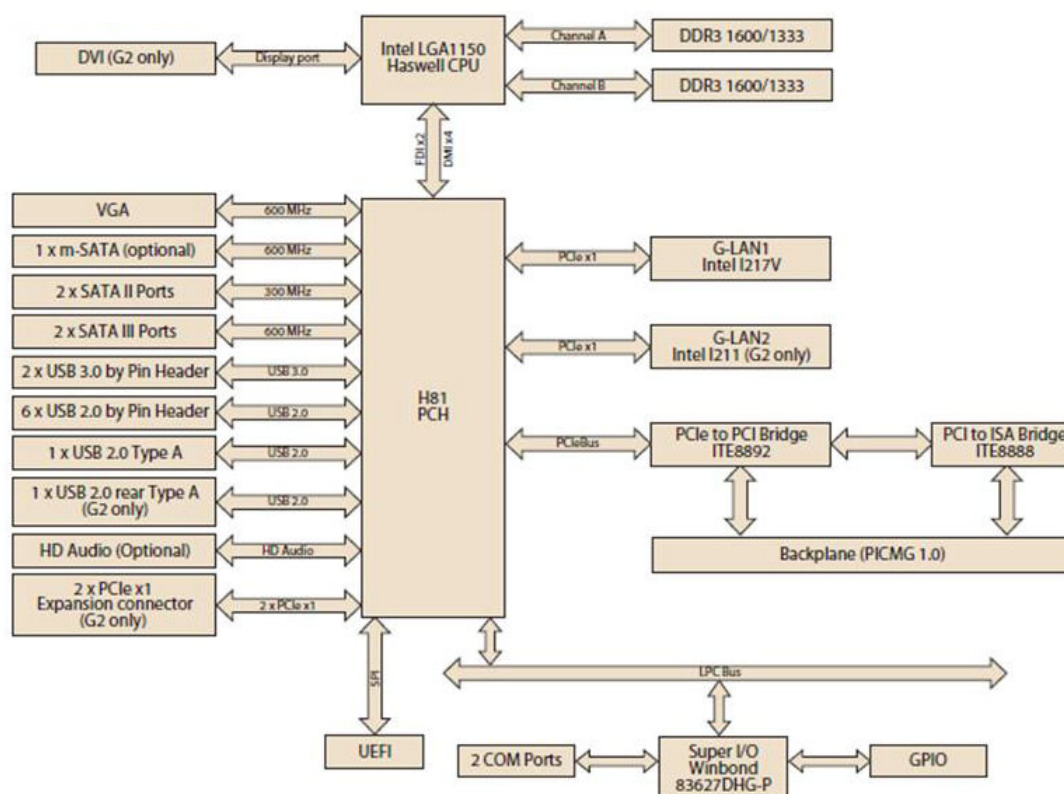 Intel LGA1150
Haswell CPU
DVI (G2 only)
Display port
Channel A
DDR3 1600/1333
Channel B
DDR3 1600/1333
FDI x2
DMI x4
VGA
600 MHz
1 x m-SATA (optional)
600 MHz
2 x SATA II Ports
300 MHz
2 x SATA III Ports
600 MHz
2 x USB 3.0 by Pin Header
USB 3.0
6 x USB 2.0 by Pin Header
USB 2.0
1 x USB 2.0 Type A
USB 2.0
1 x USB 2.0 rear Type A
(G2 only)
USB 2.0
HD Audio (Optional)
HD Audio
2 x PCIe x1
Expansion connector
(G2 only)
2 x PCIe x1
H81
PCH
PCIe x1
G-LAN1
Intel I217V
PCIe x1
G-LAN2
Intel I211 (G2 only)
PCIeBus
PCIe to PCI Bridge
ITE8892
PCI to ISA Bridge
ITE8888
Backplane (PICMG 1.0)
SPI
LPC Bus
UEFI
2 COM Ports
Super I/O
Winbond
83627DHG-P
GPIO